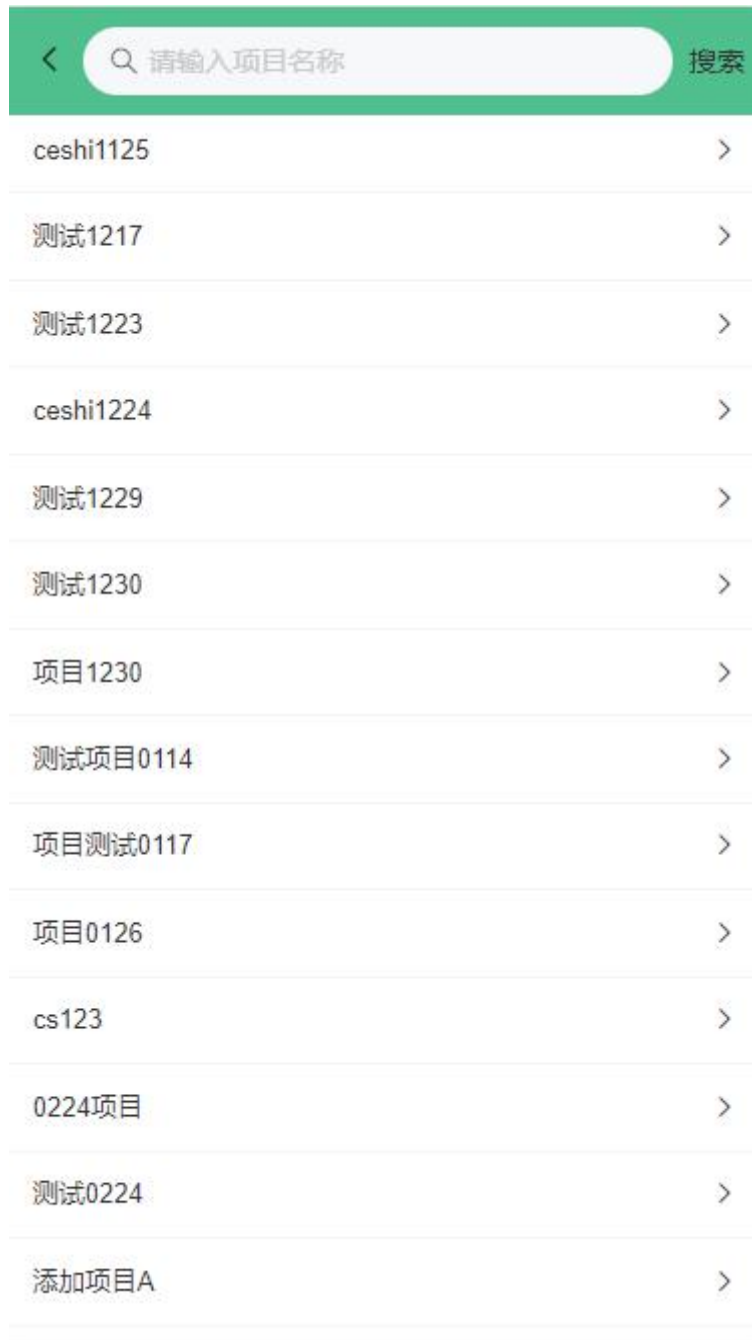 请输入项目名称 搜索
ceshi1125
测试1217
测试1223
ceshi1224
测试1229
测试1230
项目1230
测试项目0114
项目测试0117
项目0126
cs123
0224项目
测试0224
添加项目A